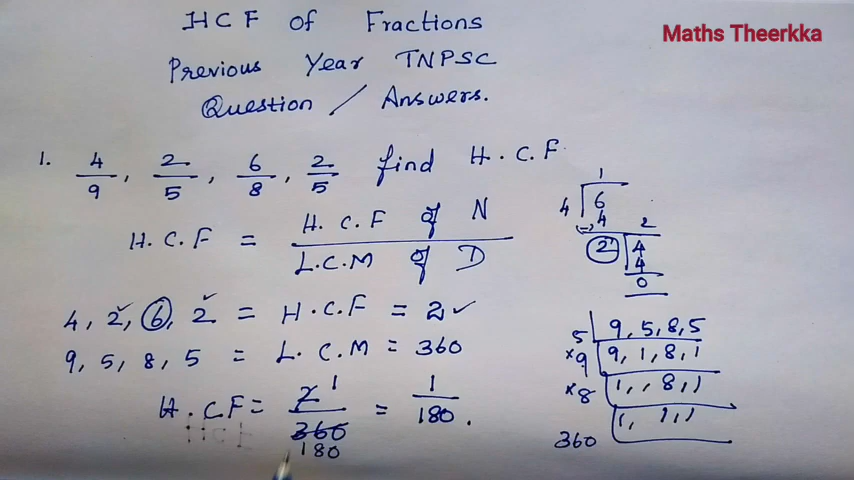 HCF of Fractions
Maths Theerkka
Previous Year TNPSC
Question / Answers.
1. 4/9, 2/5, 6/8, 2/5 find H.C.F.
H.C.F = H.C.F of N / L.C.M of D
4, 2, 6, 2 = H.C.F = 2 ✓
9, 5, 8, 5 = L.C.M = 360
H.C.F = 2 1 / 360 180 = 1/180.
HCF
1
4 6
(-) 4 2
2 4
4
0
5 9, 5, 8, 5
×9 9, 1, 8, 1
×8 1, , 8, 1
360 1, 1, 1